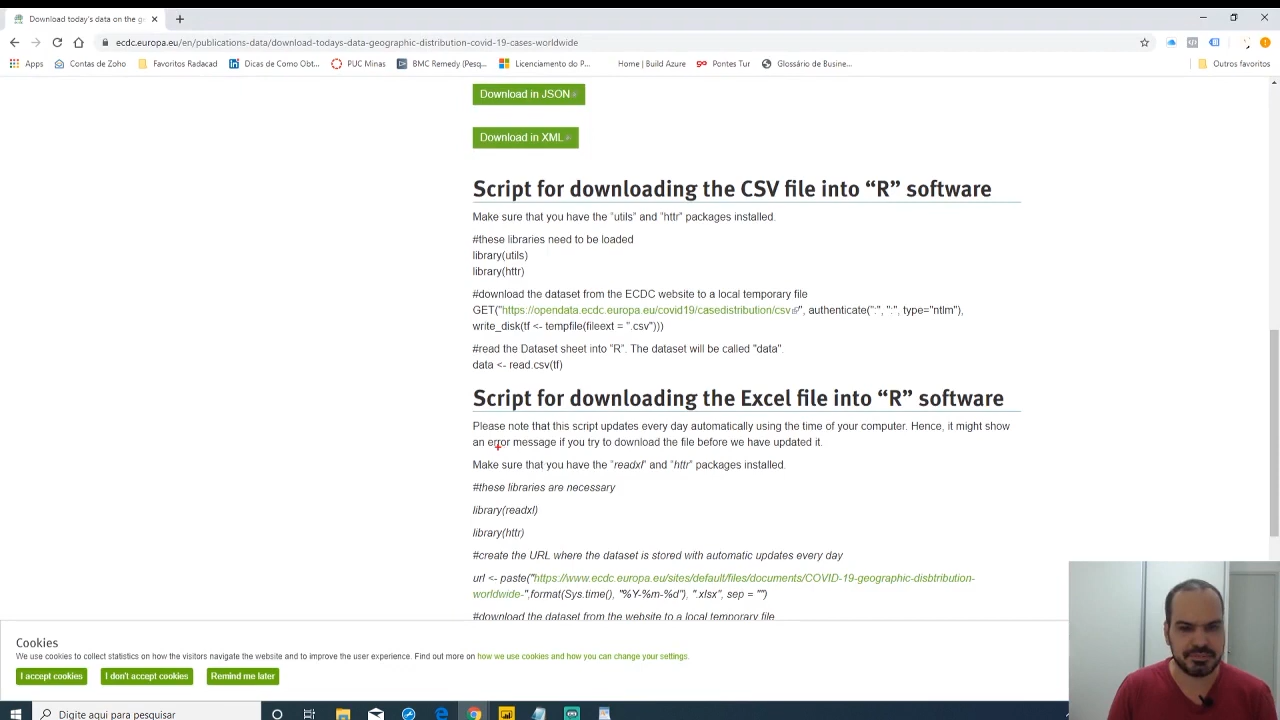 Download today's data on the ge
ecdc.europa.eu/en/publications-data/download-todays-data-geographic-distribution-covid-19-cases-worldwide
Apps Contas de Zoho Favoritos Radacad Dicas de Como Obt... PUC Minas BMC Remedy (Pesq... Licenciamento do P... Home | Build Azure Pontes Tur Glossário de Busine... Outros favoritos
Download in JSON
Download in XML
Script for downloading the CSV file into “R” software
Make sure that you have the "utils" and "httr" packages installed.
#these libraries need to be loaded
library(utils)
library(httr)
#download the dataset from the ECDC website to a local temporary file
GET("https://opendata.ecdc.europa.eu/covid19/casedistribution/csv", authenticate(":", ":", type="ntlm"),
write_disk(tf <- tempfile(fileext = ".csv")))
#read the Dataset sheet into "R". The dataset will be called "data".
data <- read.csv(tf)
Script for downloading the Excel file into “R” software
Please note that this script updates every day automatically using the time of your computer. Hence, it might show
an error message if you try to download the file before we have updated it.
Make sure that you have the "readxl" and "httr" packages installed.
#these libraries are necessary
library(readxl)
library(httr)
#create the URL where the dataset is stored with automatic updates every day
url <- paste("https://www.ecdc.europa.eu/sites/default/files/documents/COVID-19-geographic-disbtribution-
worldwide-",format(Sys.time(), "%Y-%m-%d"), ".xlsx", sep = "")
#download the dataset from the website to a local temporary file
Cookies
We use cookies to collect statistics on how the visitors navigate the website and to improve the user experience. Find out more on how we use cookies and how you can change your settings.
I accept cookies I don't accept cookies Remind me later
Digite aqui para pesquisar